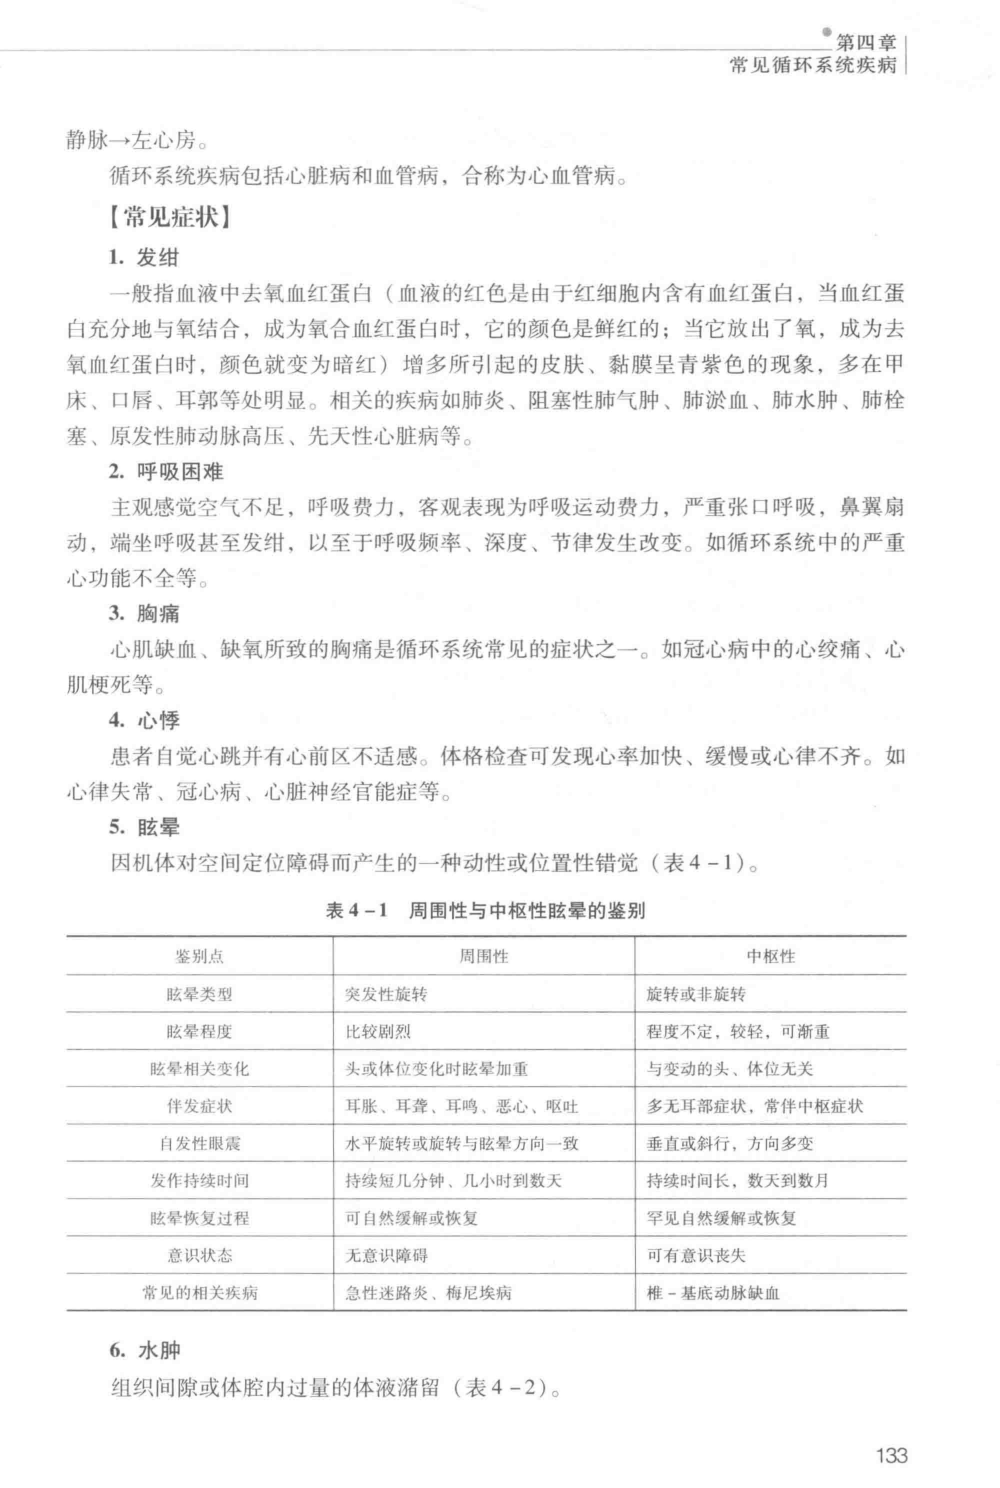 第四章
常见循环系统疾病
静脉→左心房。
循环系统疾病包括心脏病和血管病，合称为心血管病。
【常见症状】
1. 发绀
一般指血液中去氧血红蛋白（血液的红色是由于红细胞内含有血红蛋白，当血红蛋
白充分地与氧结合，成为氧合血红蛋白时，它的颜色是鲜红的；当它放出了氧，成为去
氧血红蛋白时，颜色就变为暗红）增多所引起的皮肤、黏膜呈青紫色的现象，多在甲
床、口唇、耳郭等处明显。相关的疾病如肺炎、阻塞性肺气肿、肺淤血、肺水肿、肺栓
塞、原发性肺动脉高压、先天性心脏病等。
2. 呼吸困难
主观感觉空气不足，呼吸费力，客观表现为呼吸运动费力，严重张口呼吸，鼻翼扇
动，端坐呼吸甚至发绀，以至于呼吸频率、深度、节律发生改变。如循环系统中的严重
心功能不全等。
3. 胸痛
心肌缺血、缺氧所致的胸痛是循环系统常见的症状之一。如冠心病中的心绞痛、心
肌梗死等。
4. 心悸
患者自觉心跳并有心前区不适感。体格检查可发现心率加快、缓慢或心律不齐。如
心律失常、冠心病、心脏神经官能症等。
5. 眩晕
因机体对空间定位障碍而产生的一种动性或位置性错觉（表 4－1）。
表 4－1 周围性与中枢性眩晕的鉴别
鉴别点 周围性 中枢性
眩晕类型 突发性旋转 旋转或非旋转
眩晕程度 比较剧烈 程度不定，较轻，可渐重
眩晕相关变化 头或体位变化时眩晕加重 与变动的头、体位无关
伴发症状 耳胀、耳聋、耳鸣、恶心、呕吐 多无耳部症状，常伴中枢症状
自发性眼震 水平旋转或旋转与眩晕方向一致 垂直或斜行，方向多变
发作持续时间 持续短几分钟、几小时到数天 持续时间长，数天到数月
眩晕恢复过程 可自然缓解或恢复 罕见自然缓解或恢复
意识状态 无意识障碍 可有意识丧失
常见的相关疾病 急性迷路炎、梅尼埃病 椎－基底动脉缺血
6. 水肿
组织间隙或体腔内过量的体液潴留（表 4－2）。
133